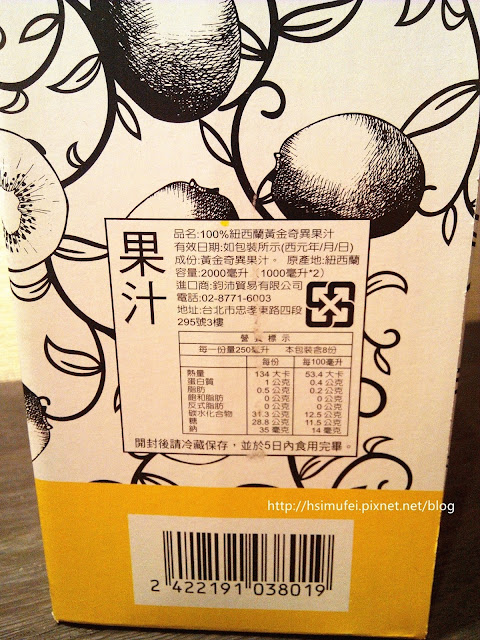 果汁
品名:100%紐西蘭黃金奇異果汁
有效日期:如包裝所示(西元年/月/日)
成份:黃金奇異果汁。 原產地:紐西蘭
容量:2000毫升（1000毫升*2）
進口商:鈞沛貿易有限公司
電話:02-8771-6003
地址:台北市忠孝東路四段
295號3樓
營養標示
每一份量250毫升 本包裝含8份
每份 每100毫升
熱量 134 大卡 53.4 大卡
蛋白質 1 公克 0.4 公克
脂肪 0.5 公克 0.2 公克
飽和脂肪 0 公克 0 公克
反式脂肪 0 公克 0 公克
碳水化合物 31.3 公克 12.5 公克
糖 28.8 公克 11.5 公克
鈉 35 毫克 14 毫克
開封後請冷藏保存，並於5日內食用完畢。
http://hsimufei.pixnet.net/blog
2 422191 038019